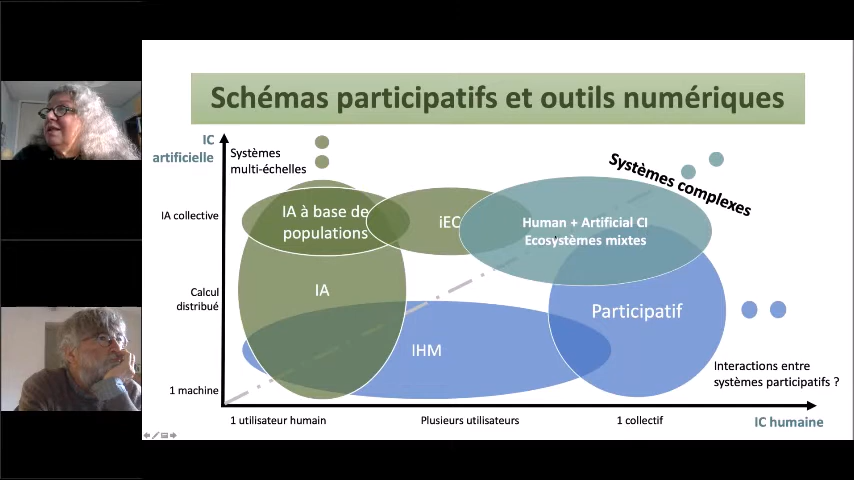 Schémas participatifs et outils numériques
IC
artificielle
Systèmes
multi-échelles
Systèmes complexes
IA collective
IA à base de
populations
iEC
Human + Artificial CI
Ecosystèmes mixtes
Calcul
distribué
IA
Participatif
IHM
Interactions entre
systèmes participatifs ?
1 machine
1 utilisateur humain
Plusieurs utilisateurs
1 collectif
IC humaine